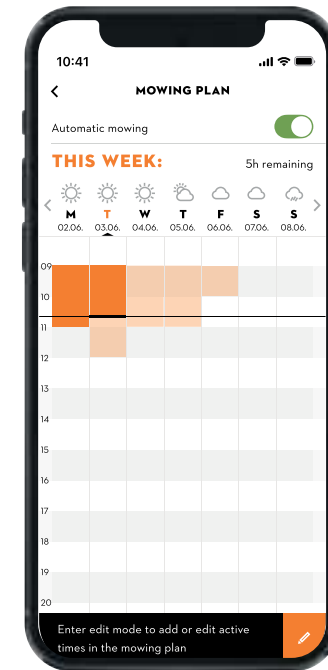 10:41
MOWING PLAN
Automatic mowing
THIS WEEK:
5h remaining
M T W T F S S
02.06. 03.06. 04.06. 05.06. 06.06. 07.06. 08.06.
09
10
11
12
13
14
15
16
17
18
19
20
Enter edit mode to add or edit active
times in the mowing plan